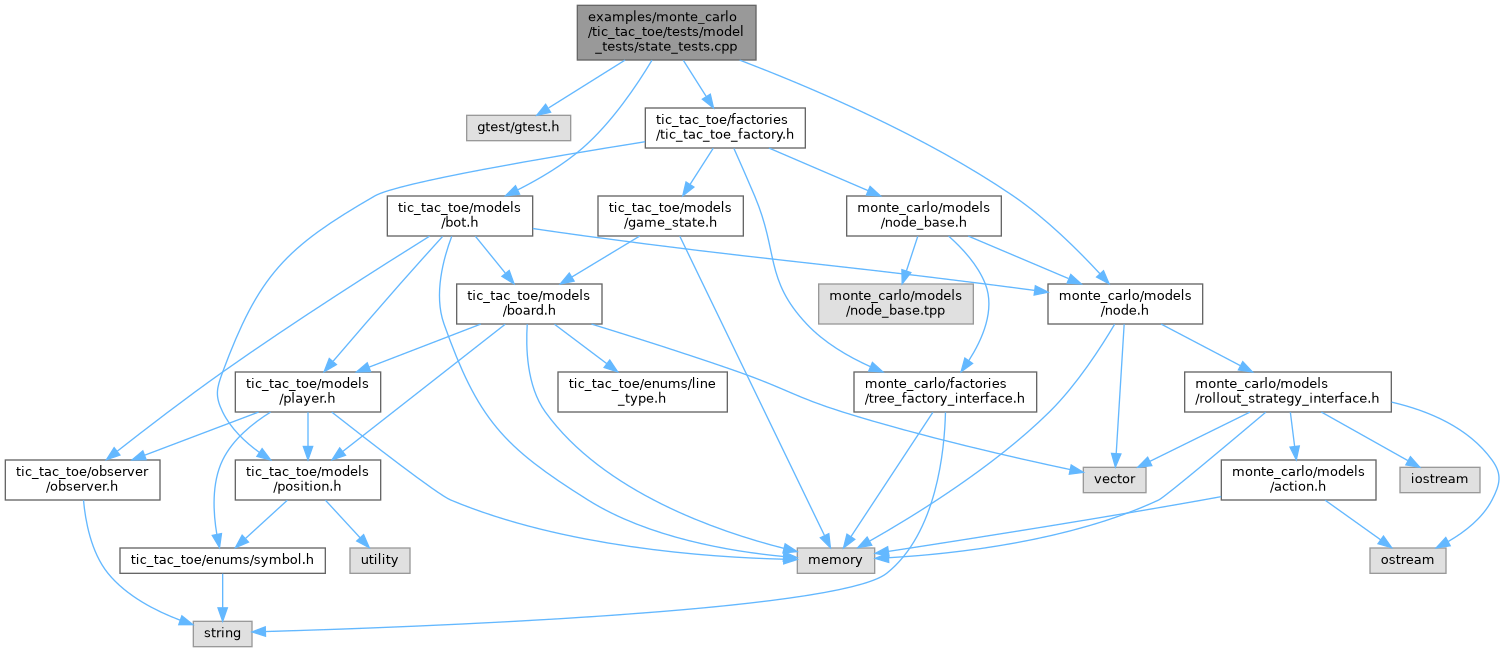 examples/monte_carlo
/tic_tac_toe/tests/model
_tests/state_tests.cpp
gtest/gtest.h
tic_tac_toe/factories
/tic_tac_toe_factory.h
tic_tac_toe/models
/bot.h
tic_tac_toe/models
/game_state.h
monte_carlo/models
/node_base.h
tic_tac_toe/models
/board.h
monte_carlo/models
/node_base.tpp
monte_carlo/models
/node.h
tic_tac_toe/models
/player.h
tic_tac_toe/enums/line
_type.h
monte_carlo/factories
/tree_factory_interface.h
monte_carlo/models
/rollout_strategy_interface.h
tic_tac_toe/observer
/observer.h
tic_tac_toe/models
/position.h
vector
monte_carlo/models
/action.h
iostream
tic_tac_toe/enums/symbol.h
utility
memory
ostream
string